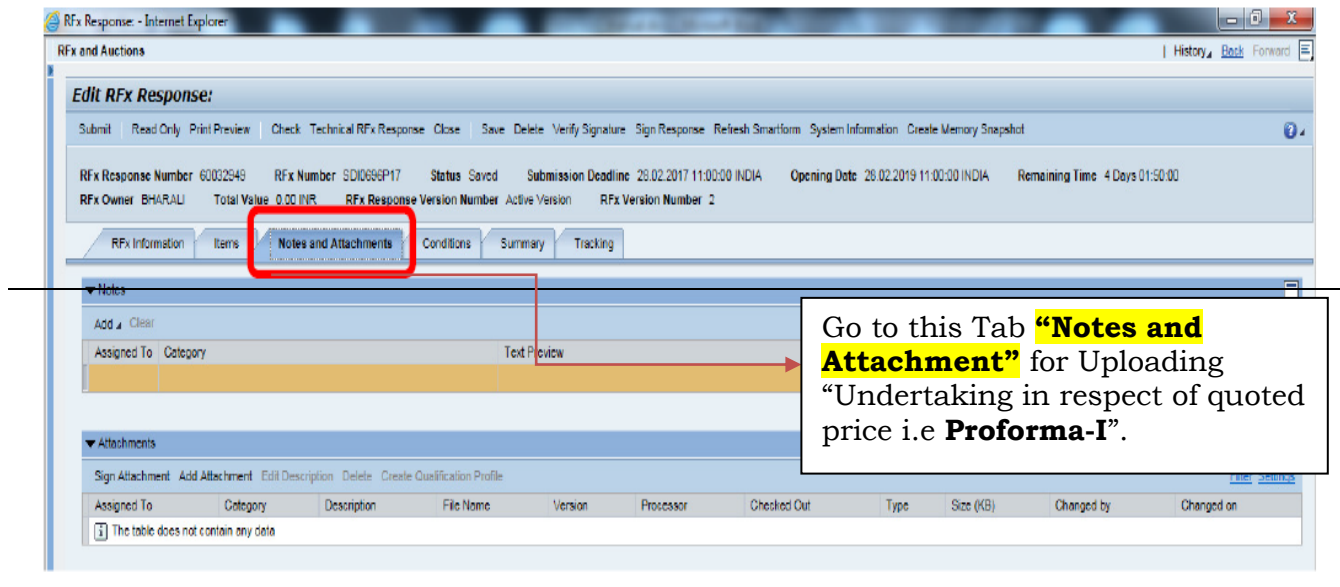 RFx Response: - Internet Explorer
RFx and Auctions
History Back Forward
Edit RFx Response:
Submit Read Only Print Preview Check Technical RFx Response Close Save Delete Verify Signature Sign Response Refresh Smartform System Information Create Memory Snapshot
RFx Response Number 60032949 RFx Number SDI0696P17 Status Saved Submission Deadline 28.02.2017 11:00:00 INDIA Opening Date 28.02.2019 11:00:00 INDIA Remaining Time 4 Days 01:50:00
RFx Owner BHARALI Total Value 0.00 INR RFx Response Version Number Active Version RFx Version Number 2
RFx Information Items Notes and Attachments Conditions Summary Tracking
Notes
Add Clear
Assigned To Category Text Preview
Go to this Tab “Notes and
Attachment” for Uploading
“Undertaking in respect of quoted
price i.e Proforma-I”.
Attachments
Sign Attachment Add Attachment Edit Description Delete Create Qualification Profile Filter Settings
Assigned To Category Description File Name Version Processor Checked Out Type Size (KB) Changed by Changed on
The table does not contain any data